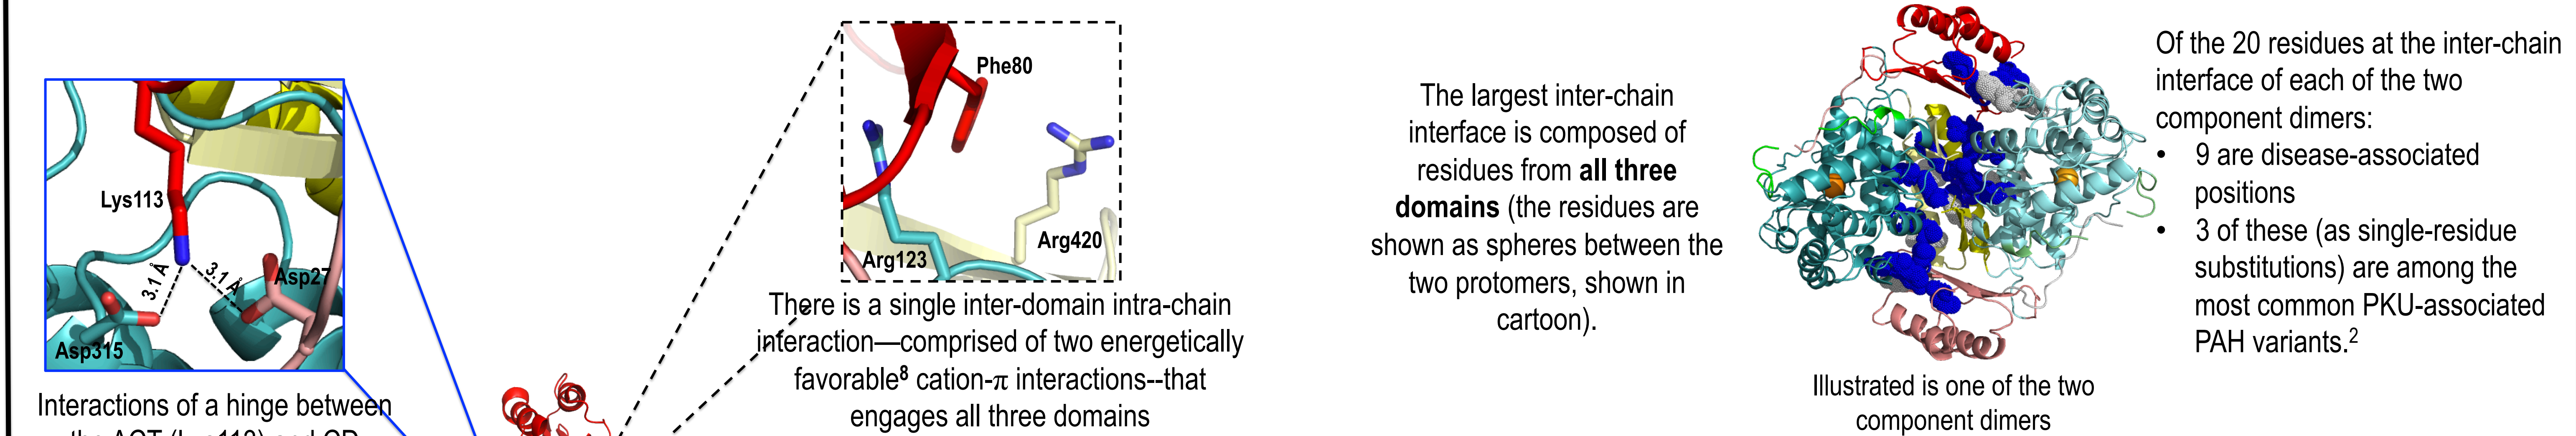 Lys113
3.1 Å
3.1 Å
Asp27
Asp315
Interactions of a hinge between
the ACT (Lys113) and CD
Phe80
Arg420
Arg123
There is a single inter-domain intra-chain
interaction—comprised of two energetically
favorable8 cation-π interactions--that
engages all three domains
The largest inter-chain
interface is composed of
residues from all three
domains (the residues are
shown as spheres between the
two protomers, shown in
cartoon).
Illustrated is one of the two
component dimers
Of the 20 residues at the inter-chain
interface of each of the two
component dimers:
• 9 are disease-associated
positions
• 3 of these (as single-residue
substitutions) are among the
most common PKU-associated
PAH variants.2